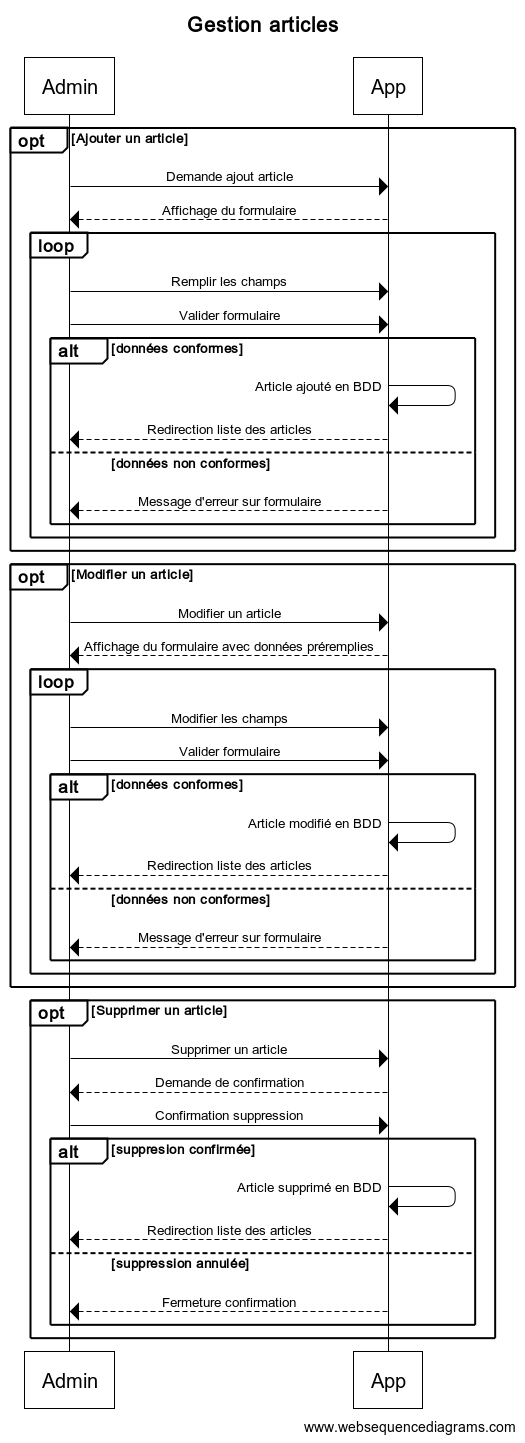 Gestion articles
Admin
App
opt
[Ajouter un article]
Demande ajout article
Affichage du formulaire
loop
Remplir les champs
Valider formulaire
alt
[données conformes]
Article ajouté en BDD
Redirection liste des articles
[données non conformes]
Message d'erreur sur formulaire
opt
[Modifier un article]
Modifier un article
Affichage du formulaire avec données préremplies
loop
Modifier les champs
Valider formulaire
alt
[données conformes]
Article modifié en BDD
Redirection liste des articles
[données non conformes]
Message d'erreur sur formulaire
opt
[Supprimer un article]
Supprimer un article
Demande de confirmation
Confirmation suppression
alt
[suppresion confirmée]
Article supprimé en BDD
Redirection liste des articles
[suppression annulée]
Fermeture confirmation
Admin
App
www.websequencediagrams.com